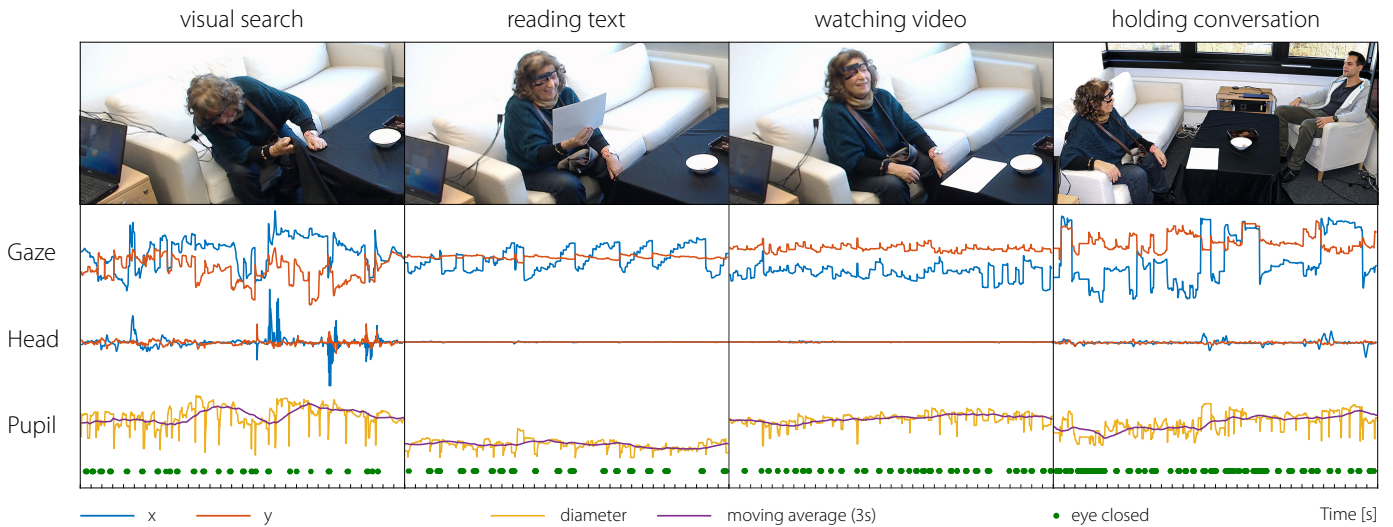 visual search reading text watching video holding conversation
Gaze
Head
Pupil
x y diameter moving average (3s) eye closed Time [s]